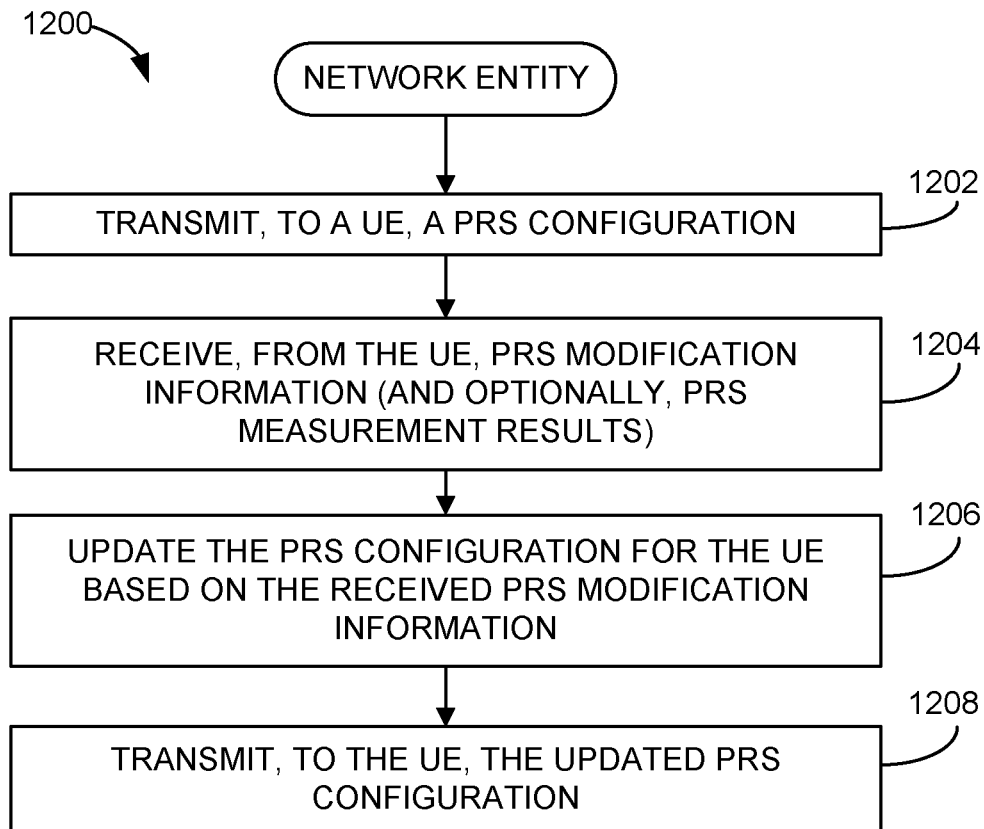 1200
NETWORK ENTITY
1202
TRANSMIT, TO A UE, A PRS CONFIGURATION
1204
RECEIVE, FROM THE UE, PRS MODIFICATION
INFORMATION (AND OPTIONALLY, PRS
MEASUREMENT RESULTS)
1206
UPDATE THE PRS CONFIGURATION FOR THE UE
BASED ON THE RECEIVED PRS MODIFICATION
INFORMATION
1208
TRANSMIT, TO THE UE, THE UPDATED PRS
CONFIGURATION